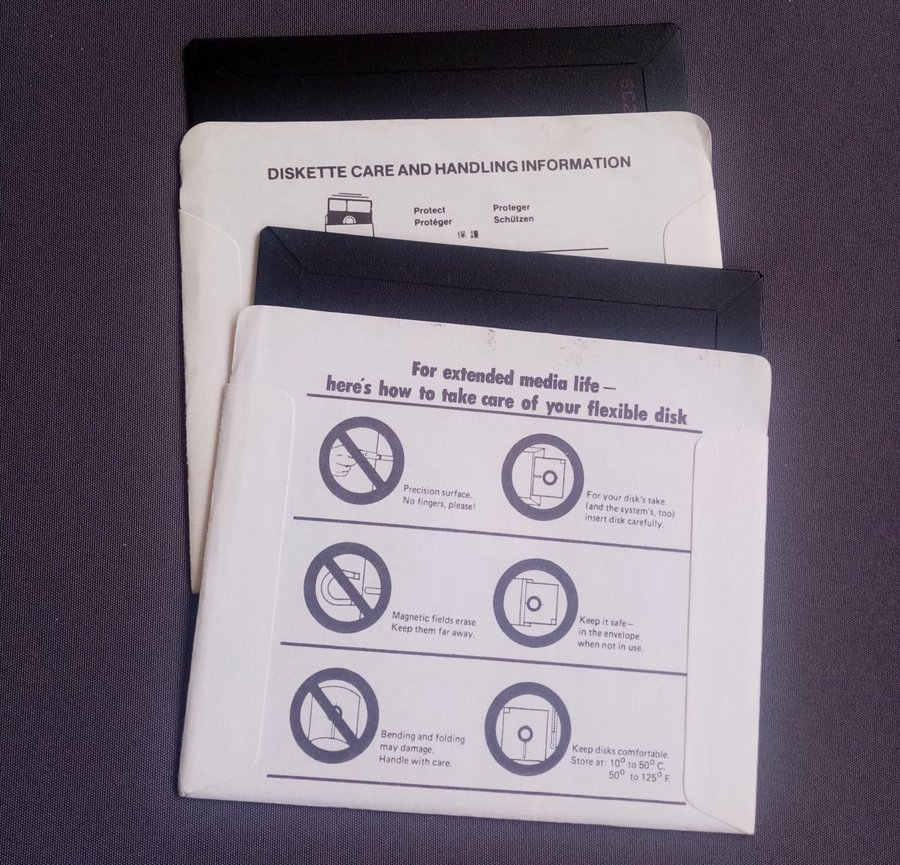 DISKETTE CARE AND HANDLING INFORMATION
Protect
Protéger
Proteger
Schützen
保護
For extended media life —
here's how to take care of your flexible disk
Precision surface.
No fingers, please!
For your disk's sake
(and the system's, too)
insert disk carefully.
Magnetic fields erase.
Keep them far away.
Keep it safe—
in the envelope
when not in use.
Bending and folding
may damage.
Handle with care.
Keep disks comfortable.
Store at: 10° to 50° C.
50° to 125° F.